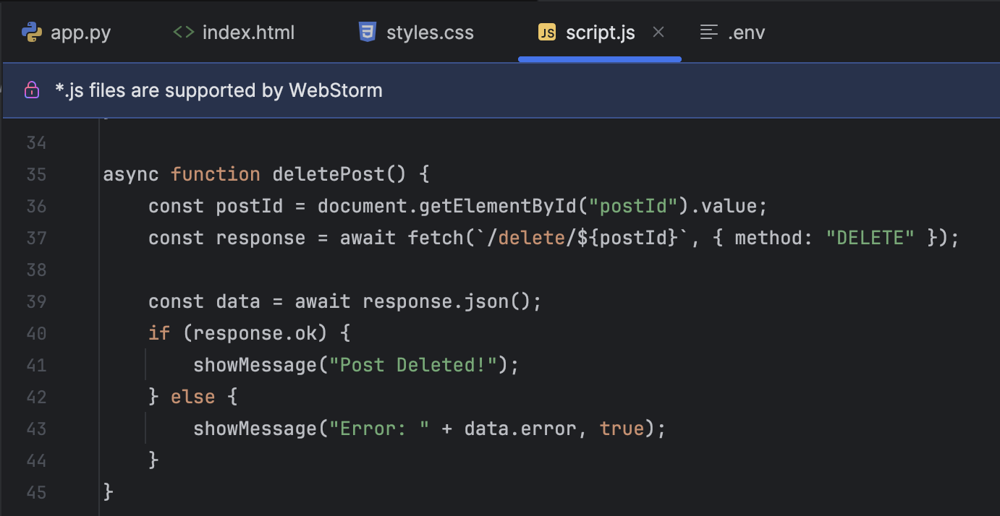 app.py <> index.html styles.css JS script.js × .env
*.js files are supported by WebStorm
34
35 async function deletePost() {
36     const postId = document.getElementById("postId").value;
37     const response = await fetch(`/delete/${postId}`, { method: "DELETE" });
38
39     const data = await response.json();
40     if (response.ok) {
41         showMessage("Post Deleted!");
42     } else {
43         showMessage("Error: " + data.error, true);
44     }
45 }